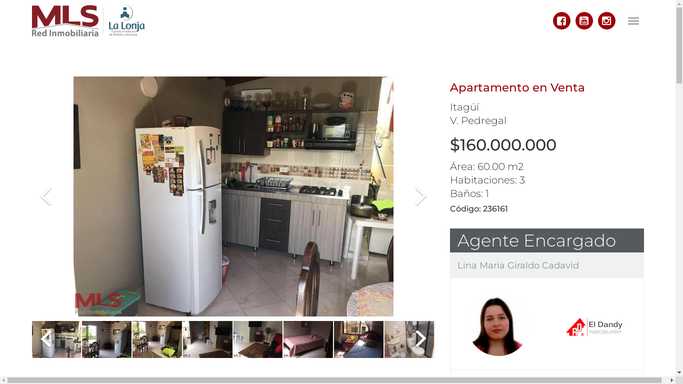 MLS
Red Inmobiliaria
La Lonja
Apartamento en Venta
Itagüí
V. Pedregal
$160.000.000
Área: 60.00 m2
Habitaciones: 3
Baños: 1
Código: 236161
MLS
Agente Encargado
Lina Maria Giraldo Cadavid
El Dandy